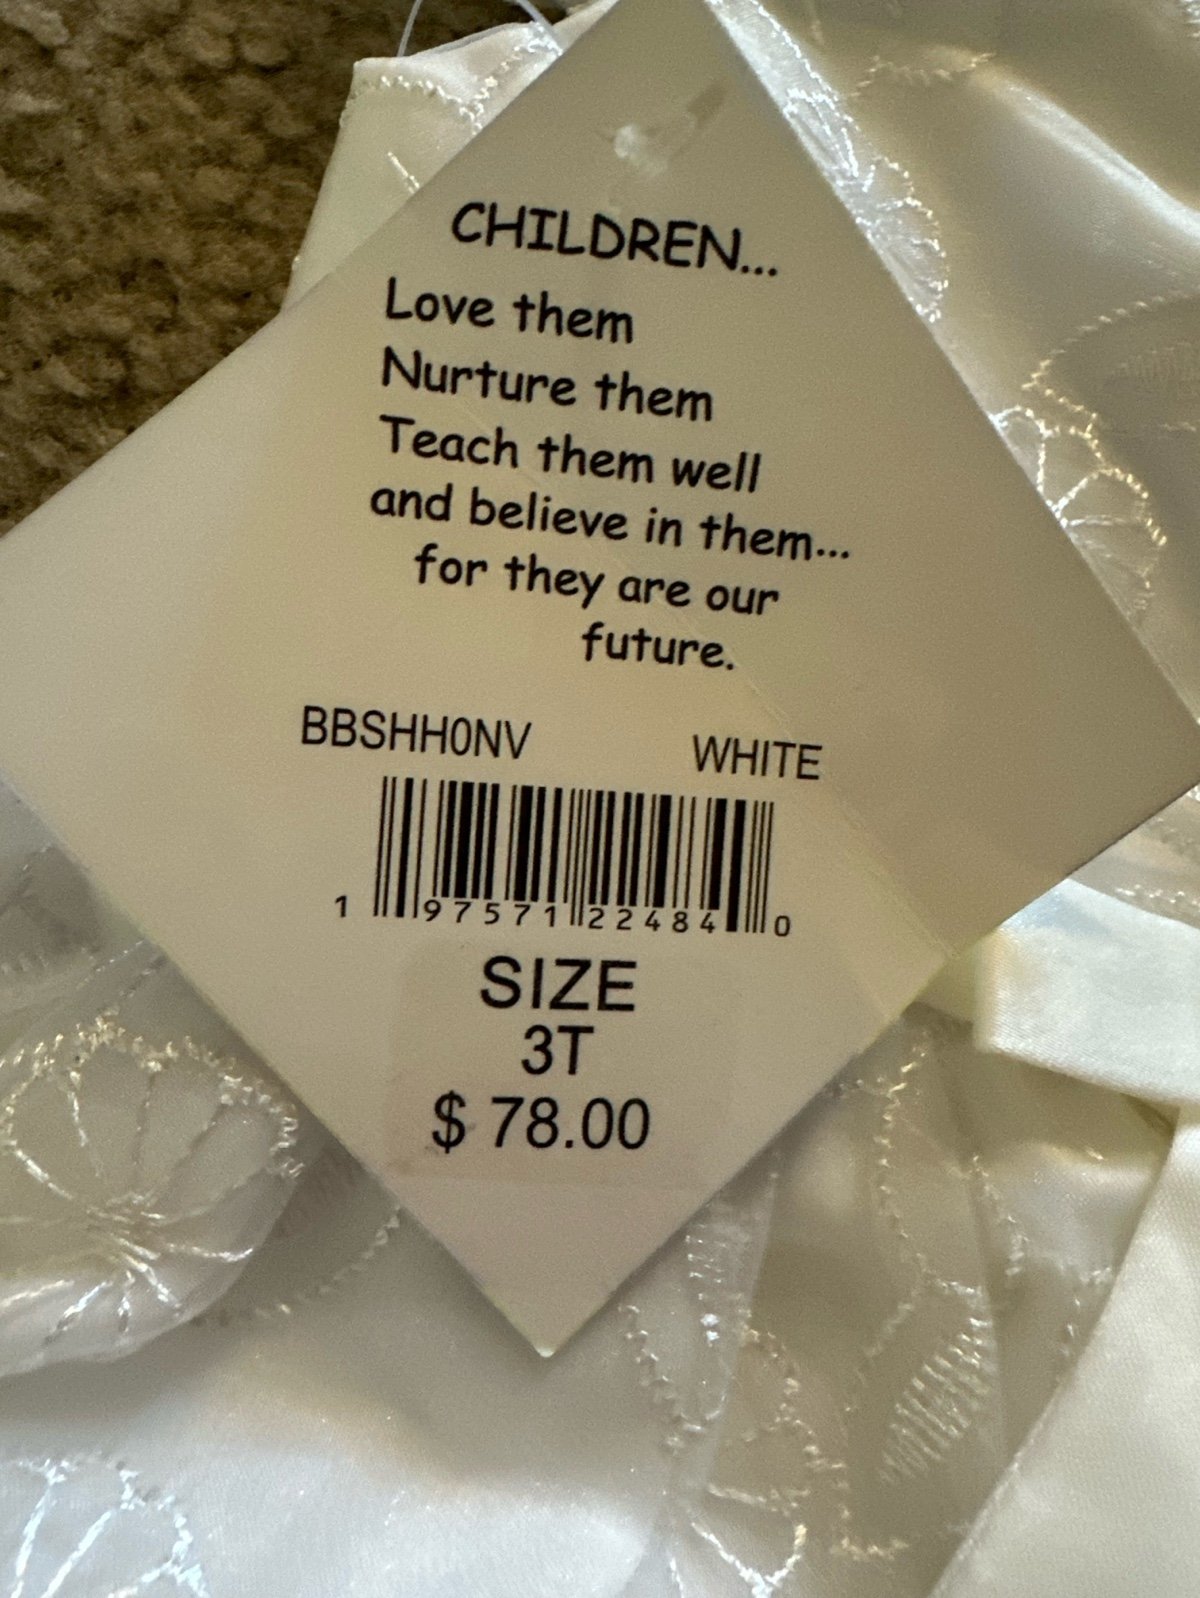 CHILDREN...
Love them
Nurture them
Teach them well
and believe in them...
for they are our
future.
BBSHH0NV WHITE
1 97571 22484 0
SIZE
3T
$ 78.00